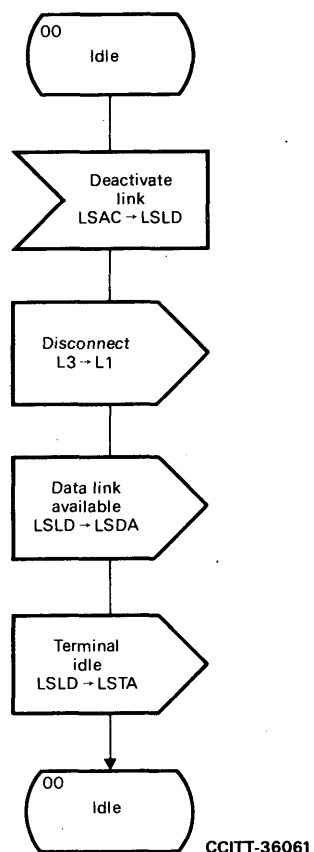 00
Idle
Deactivate
link
LSAC → LSLD
Disconnect
L3 → L1
Data link
available
LSLD → LSDA
Terminal
idle
LSLD → LSTA
00
Idle
CCITT-36061